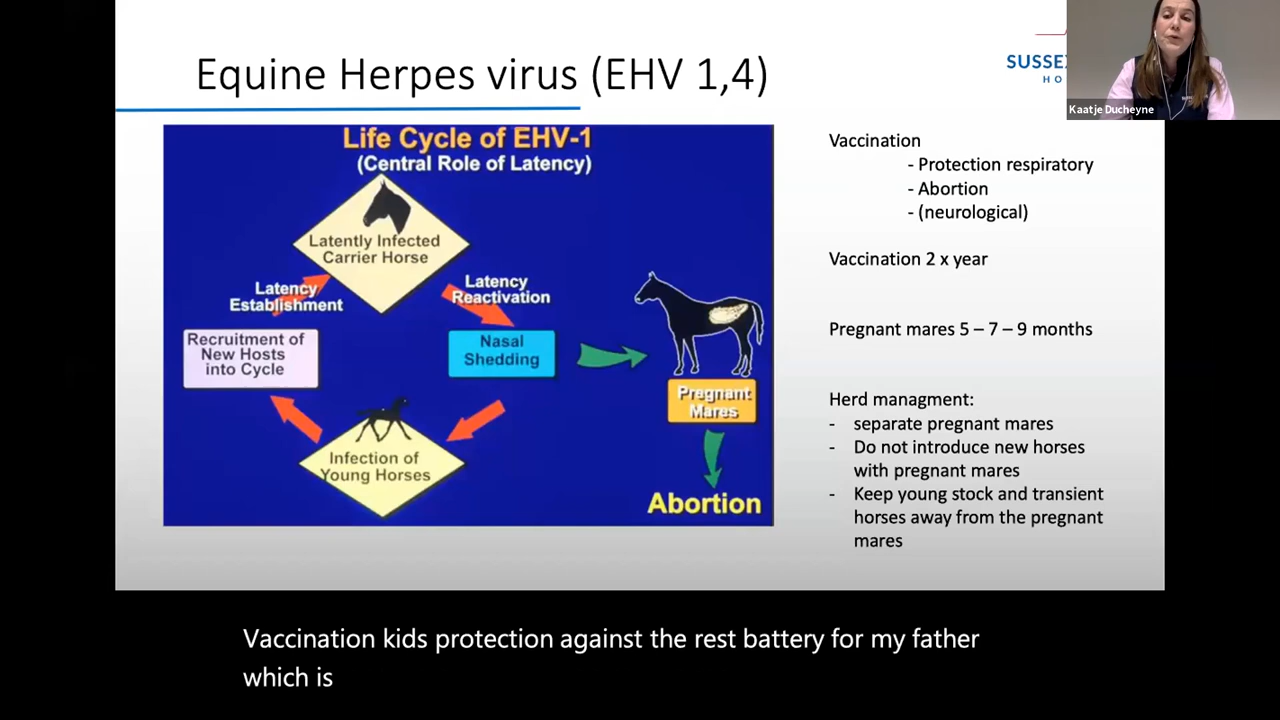 Equine Herpes virus (EHV 1,4)
SUSSEX
HO
Kaatje Ducheyne
Life Cycle of EHV-1
(Central Role of Latency)
Latently Infected
Carrier Horse
Latency
Establishment
Latency
Reactivation
Recruitment of
New Hosts
into Cycle
Nasal
Shedding
Infection of
Young Horses
Pregnant
Mares
Abortion
Vaccination
- Protection respiratory
- Abortion
- (neurological)
Vaccination 2 x year
Pregnant mares 5 – 7 – 9 months
Herd managment:
- separate pregnant mares
- Do not introduce new horses
with pregnant mares
- Keep young stock and transient
horses away from the pregnant
mares
Vaccination kids protection against the rest battery for my father
which is